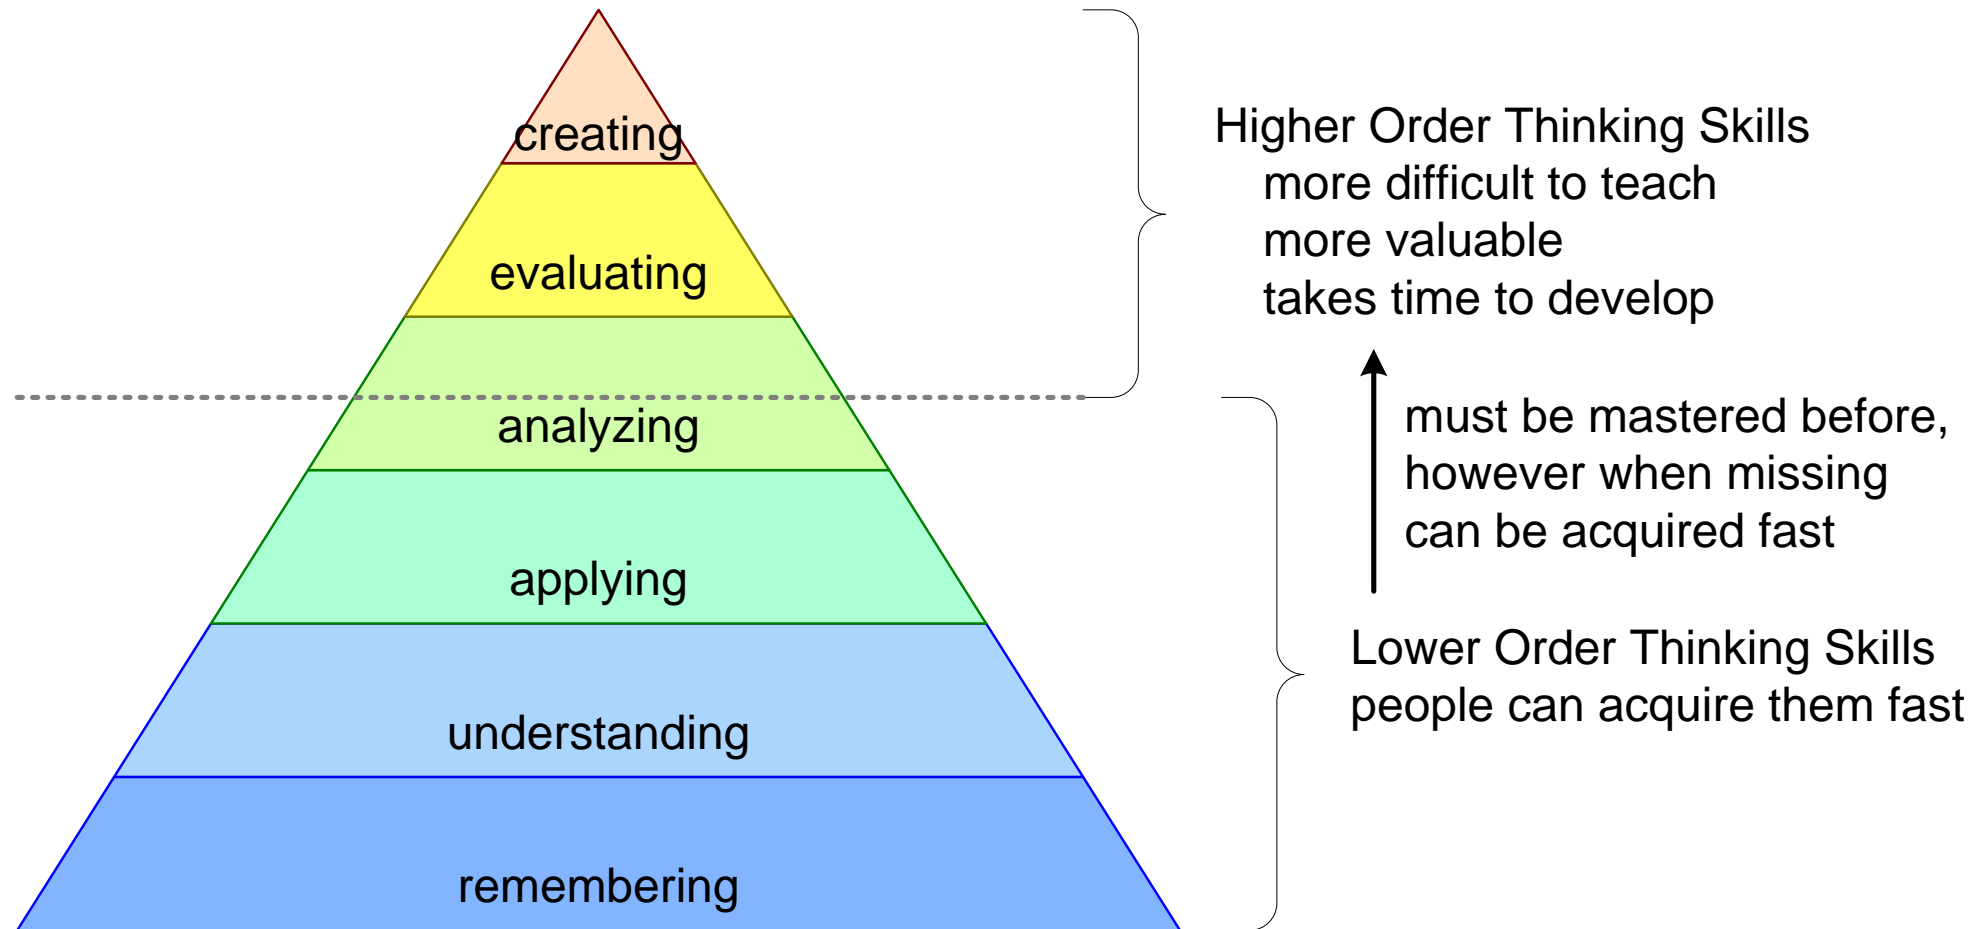 creating
evaluating
analyzing
applying
understanding
remembering
Higher Order Thinking Skills
more difficult to teach
more valuable
takes time to develop
must be mastered before,
however when missing
can be acquired fast
Lower Order Thinking Skills
people can acquire them fast